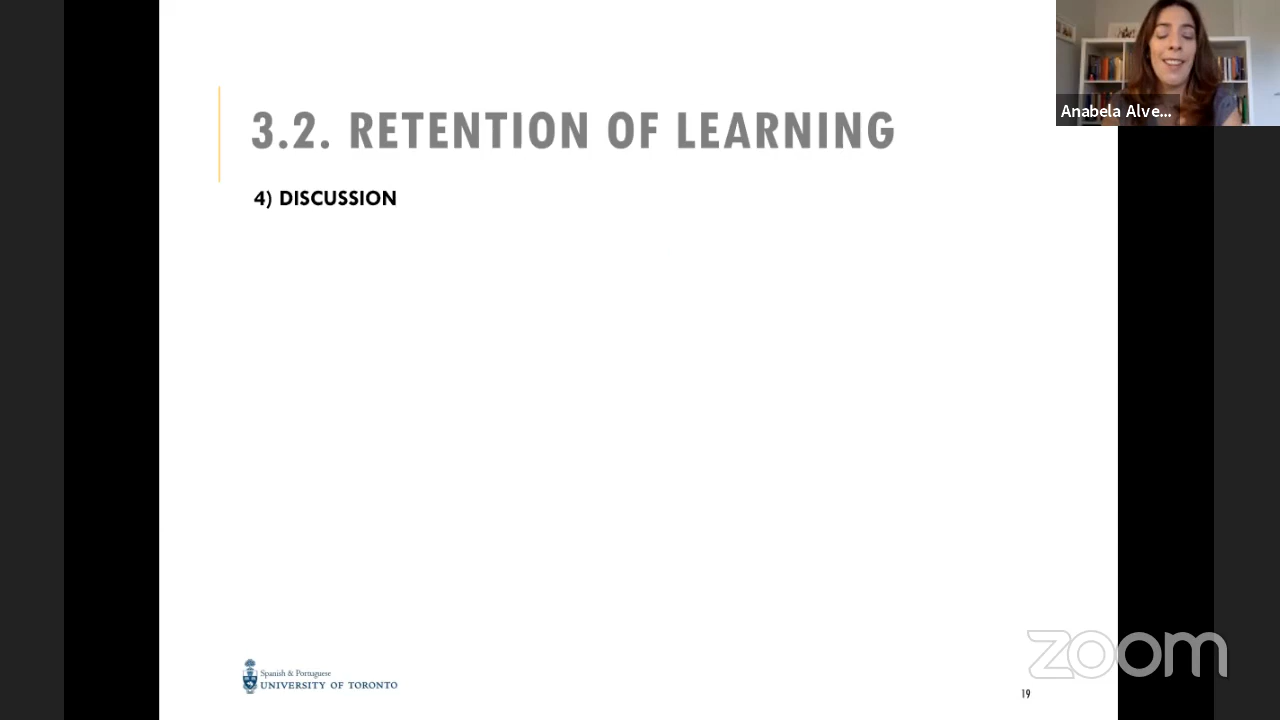 3.2. RETENTION OF LEARNING
Anabela Alve...
4) DISCUSSION
Spanish & Portuguese
UNIVERSITY OF TORONTO
zoom
19